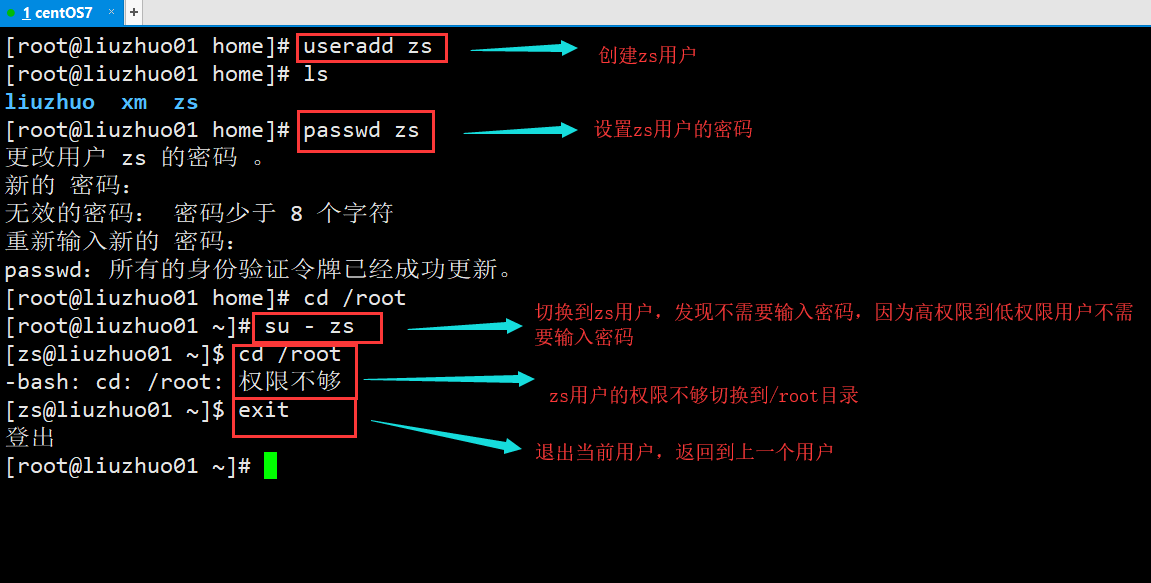 1 centOS7 × +
[root@liuzhuo01 home]# useradd zs
创建zs用户
[root@liuzhuo01 home]# ls
liuzhuo xm zs
[root@liuzhuo01 home]# passwd zs
设置zs用户的密码
更改用户 zs 的密码 。
新的 密码：
无效的密码： 密码少于 8 个字符
重新输入新的 密码：
passwd：所有的身份验证令牌已经成功更新。
[root@liuzhuo01 home]# cd /root
[root@liuzhuo01 ~]# su - zs
切换到zs用户，发现不需要输入密码，因为高权限到低权限用户不需
要输入密码
[zs@liuzhuo01 ~]$ cd /root
-bash: cd: /root: 权限不够
zs用户的权限不够切换到/root目录
[zs@liuzhuo01 ~]$ exit
登出
退出当前用户，返回到上一个用户
[root@liuzhuo01 ~]#